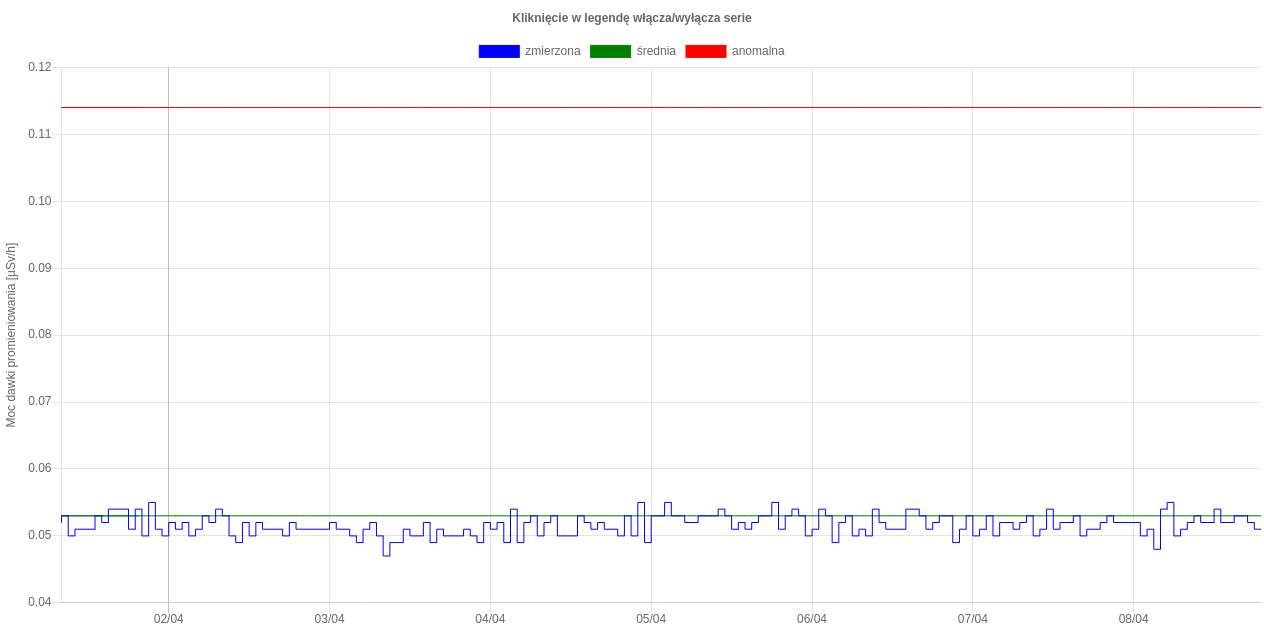 Kliknięcie w legendę włącza/wyłącza serie
zmierzona średnia anomalna
0.12
0.11
0.10
0.09
0.08
0.07
0.06
0.05
0.04
Moc dawki promieniowania [µSv/h]
02/04 03/04 04/04 05/04 06/04 07/04 08/04